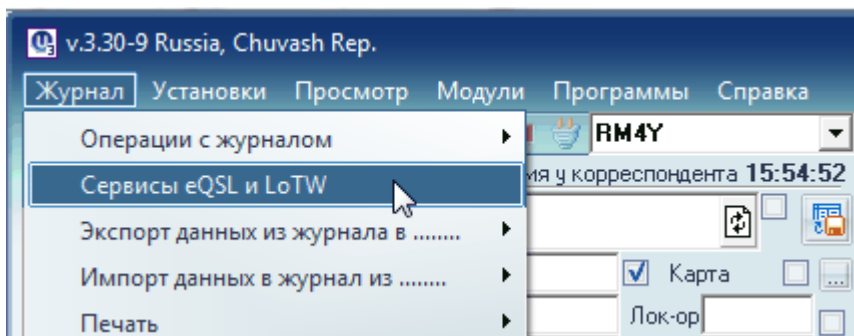 v.3.30-9 Russia, Chuvash Rep.
Журнал Установки Просмотр Модули Программы Справка
Операции с журналом
RM4Y
Сервисы eQSL и LoTW
у корреспондента 15:54:52
Экспорт данных из журнала в ........
Импорт данных в журнал из ........
Карта
...
Печать
Лок-ор